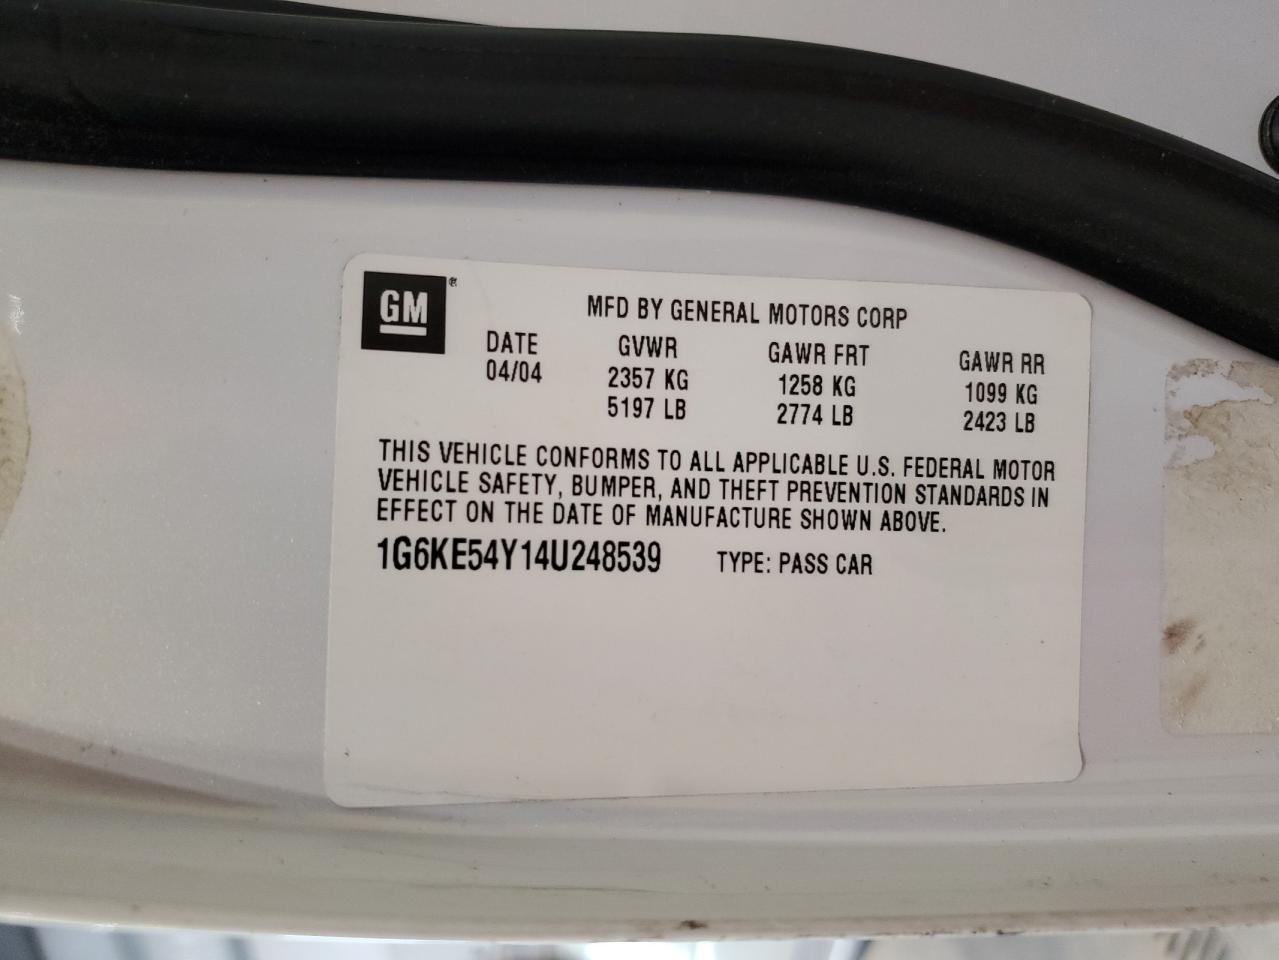 GM®
MFD BY GENERAL MOTORS CORP
DATE GVWR GAWR FRT GAWR RR
04/04 2357 KG 1258 KG 1099 KG
5197 LB 2774 LB 2423 LB
THIS VEHICLE CONFORMS TO ALL APPLICABLE U.S. FEDERAL MOTOR
VEHICLE SAFETY, BUMPER, AND THEFT PREVENTION STANDARDS IN
EFFECT ON THE DATE OF MANUFACTURE SHOWN ABOVE.
1G6KE54Y14U248539 TYPE: PASS CAR